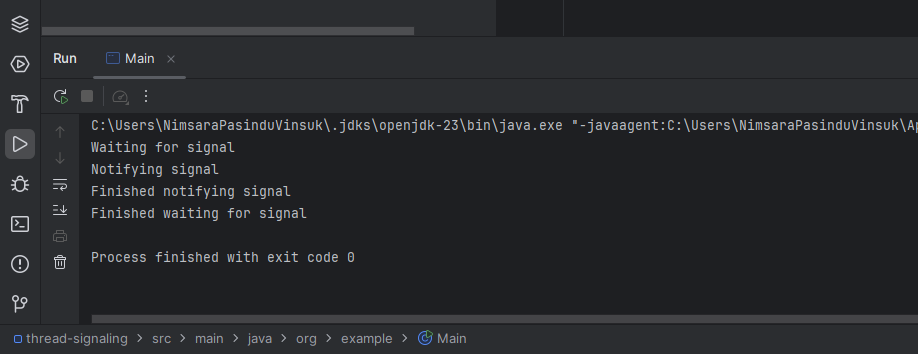 Run Main
C:\Users\NimsaraPasinduVinsuk\.jdks\openjdk-23\bin\java.exe "-javaagent:C:\Users\NimsaraPasinduVinsuk\Ap
Waiting for signal
Notifying signal
Finished notifying signal
Finished waiting for signal
Process finished with exit code 0
thread-signaling > src > main > java > org > example > Main